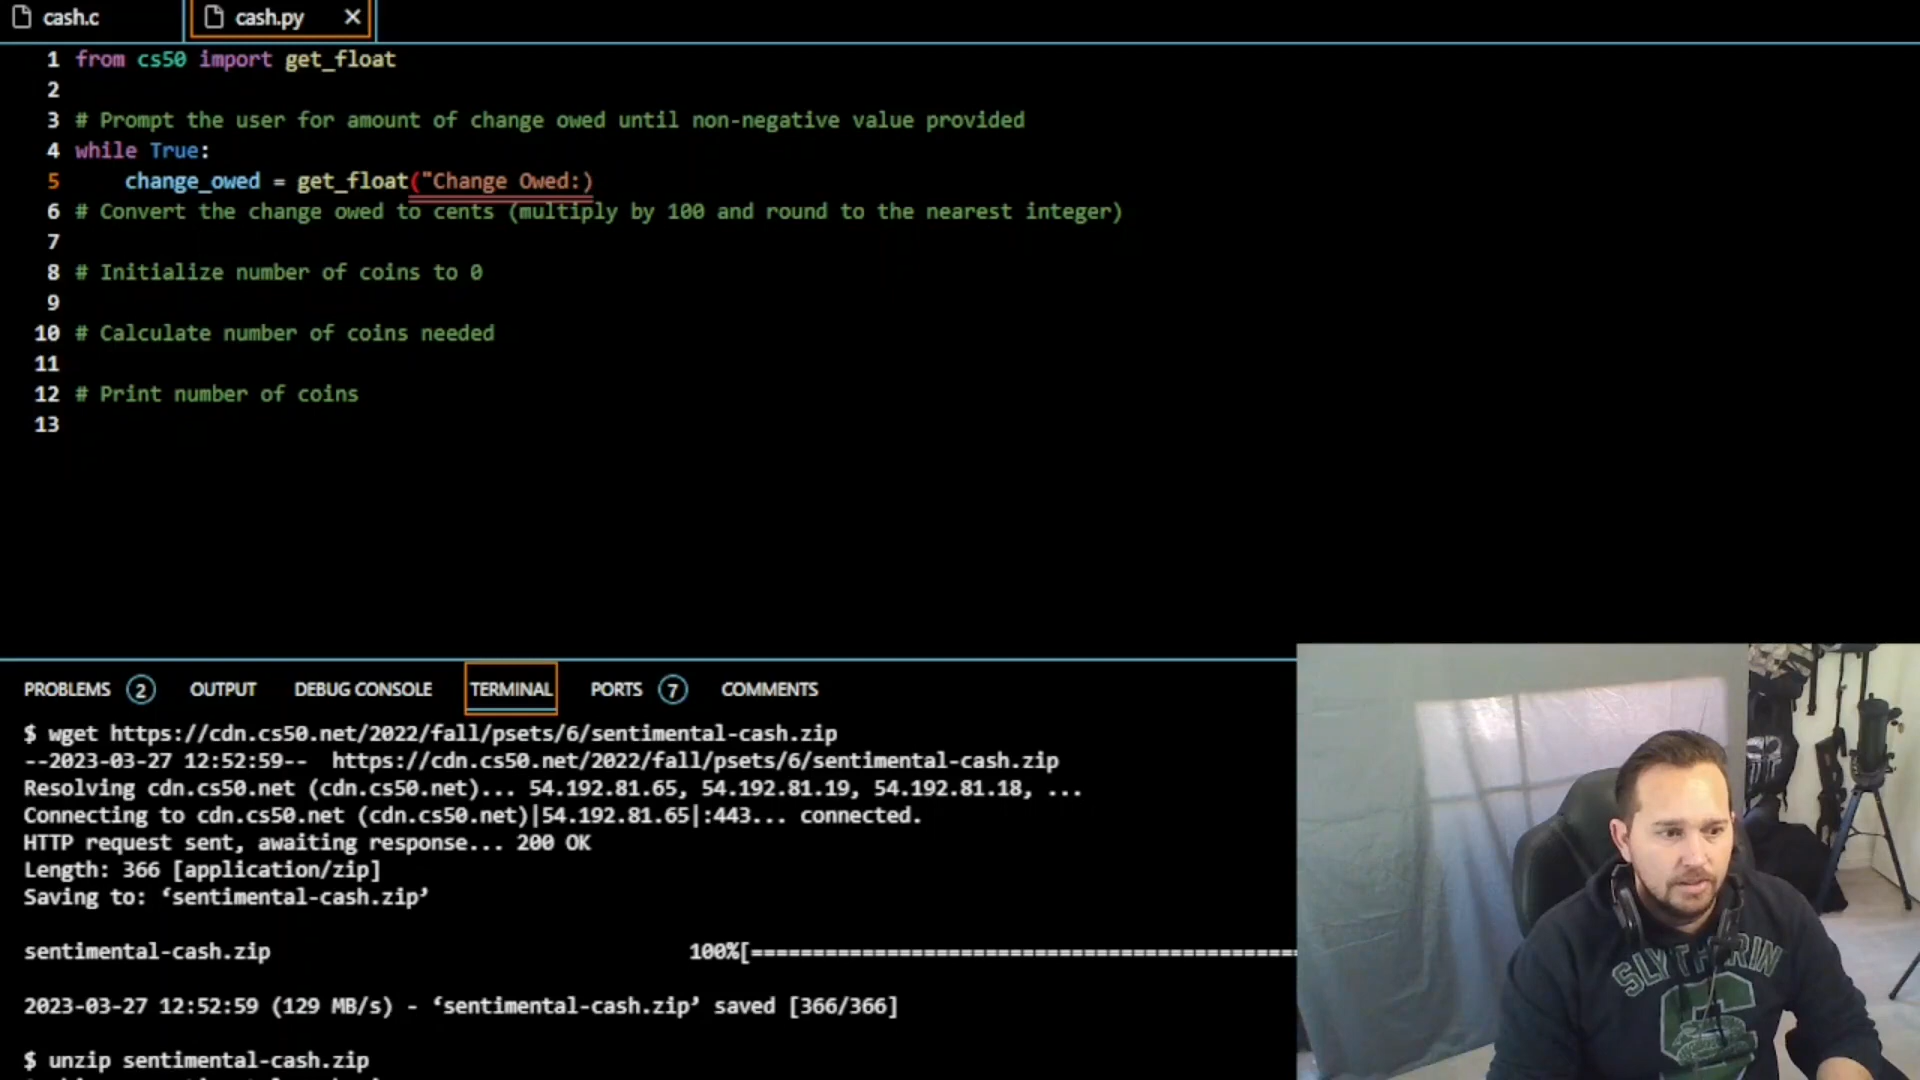 cash.c
cash.py
1 from cs50 import get_float
2
3 # Prompt the user for amount of change owed until non-negative value provided
4 while True:
5     change_owed = get_float("Change Owed:)
6 # Convert the change owed to cents (multiply by 100 and round to the nearest integer)
7
8 # Initialize number of coins to 0
9
10 # Calculate number of coins needed
11
12 # Print number of coins
13
PROBLEMS 2 OUTPUT DEBUG CONSOLE TERMINAL PORTS 7 COMMENTS
$ wget https://cdn.cs50.net/2022/fall/psets/6/sentimental-cash.zip
--2023-03-27 12:52:59--  https://cdn.cs50.net/2022/fall/psets/6/sentimental-cash.zip
Resolving cdn.cs50.net (cdn.cs50.net)... 54.192.81.65, 54.192.81.19, 54.192.81.18, ...
Connecting to cdn.cs50.net (cdn.cs50.net)|54.192.81.65|:443... connected.
HTTP request sent, awaiting response... 200 OK
Length: 366 [application/zip]
Saving to: ‘sentimental-cash.zip’
sentimental-cash.zip 100%[=============================================
2023-03-27 12:52:59 (129 MB/s) - ‘sentimental-cash.zip’ saved [366/366]
$ unzip sentimental-cash.zip
SLYTHERIN